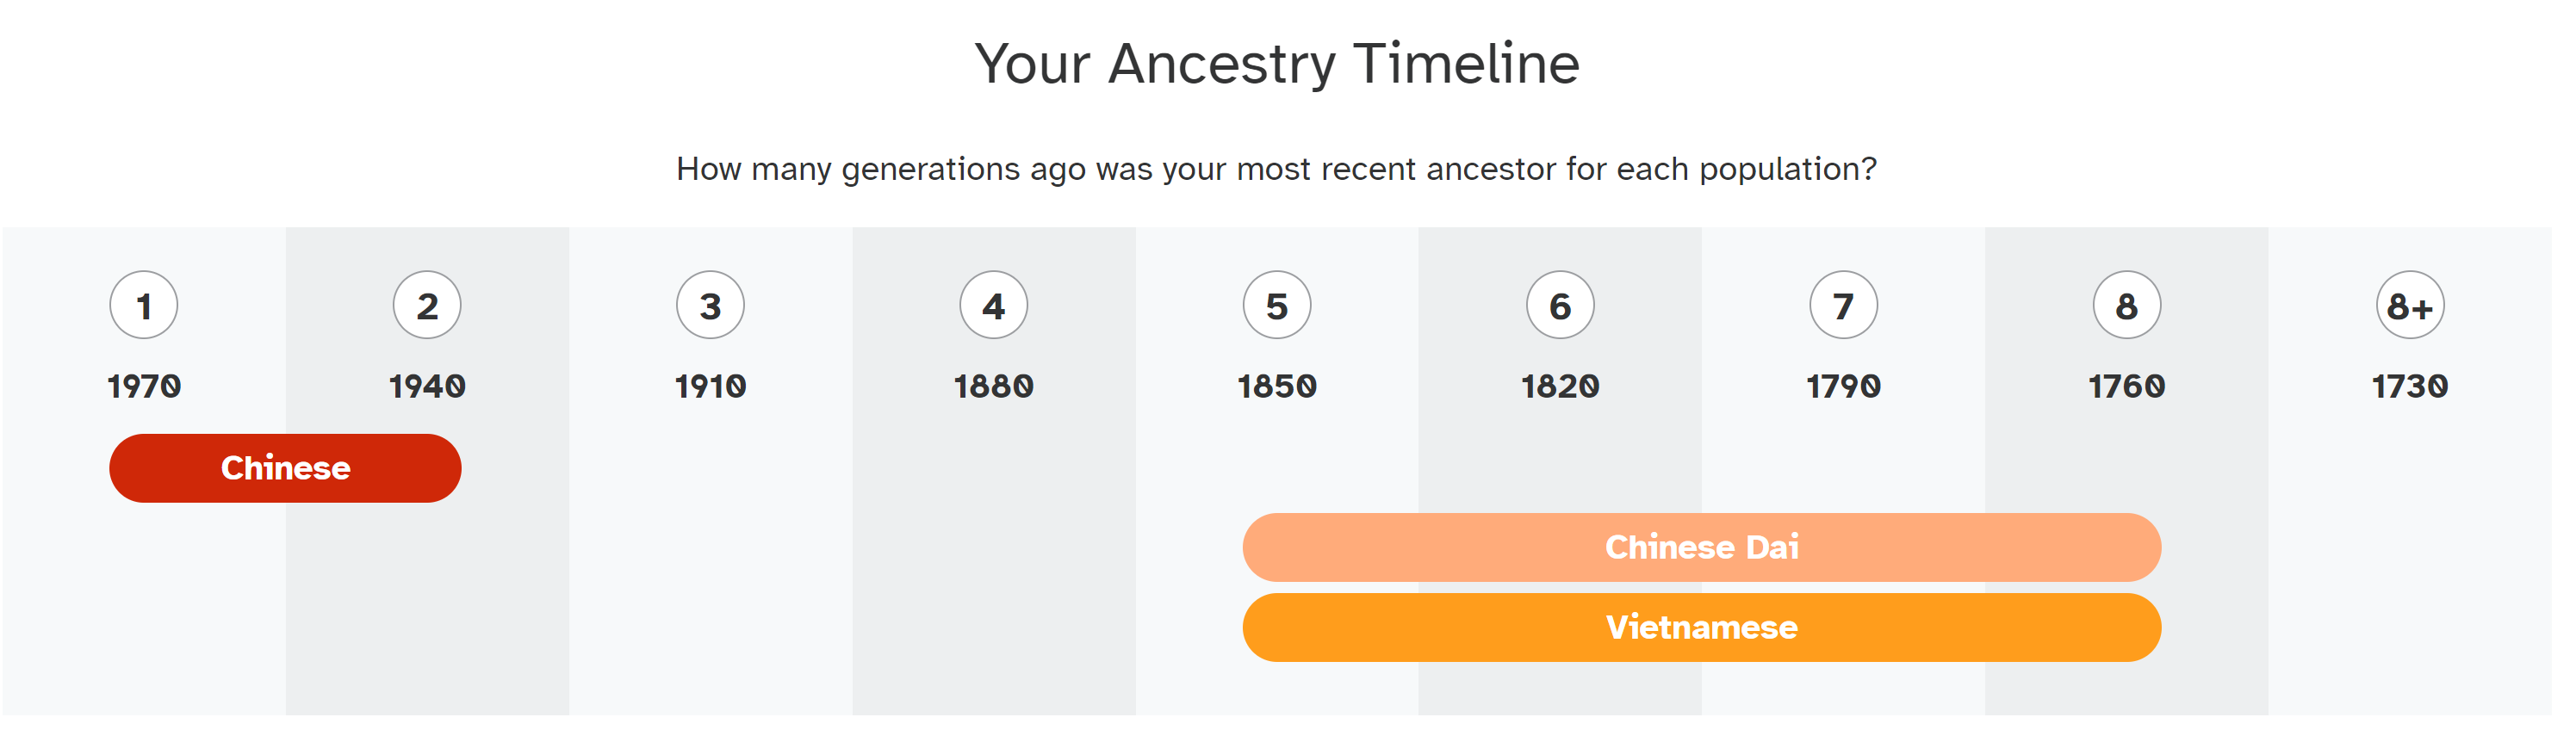 Your Ancestry Timeline
How many generations ago was your most recent ancestor for each population?
1 2 3 4 5 6 7 8 8+
1970 1940 1910 1880 1850 1820 1790 1760 1730
Chinese
Chinese Dai
Vietnamese